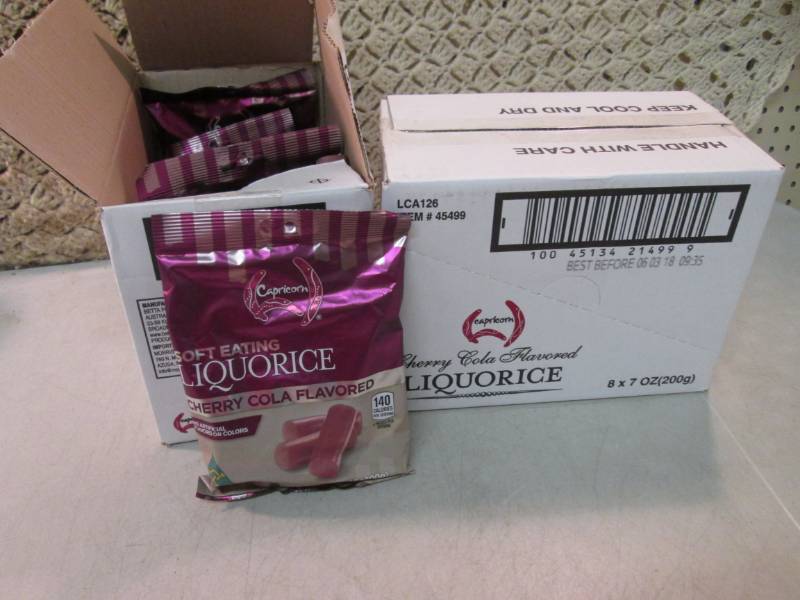 KEEP COOL AND DRY
HANDLE WITH CARE
LCA126
EM # 45499
100 45134 21499 9
BEST BEFORE 06 03 18 09:35
Capricorn
Cherry Cola Flavored
LIQUORICE
8 x 7 OZ(200g)
Capricorn
SOFT EATING
LIQUORICE
CHERRY COLA FLAVORED
140
CALORIES